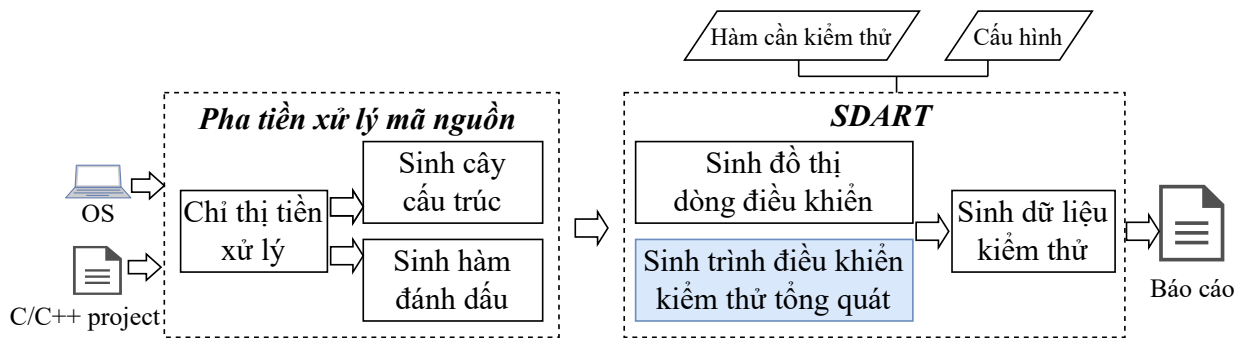 Hàm cần kiểm thử
Cấu hình
Pha tiền xử lý mã nguồn
SDART
OS
C/C++ project
Chỉ thị tiền
xử lý
Sinh cây
cấu trúc
Sinh hàm
đánh dấu
Sinh đồ thị
dòng điều khiển
Sinh trình điều khiển
kiểm thử tổng quát
Sinh dữ liệu
kiểm thử
Báo cáo